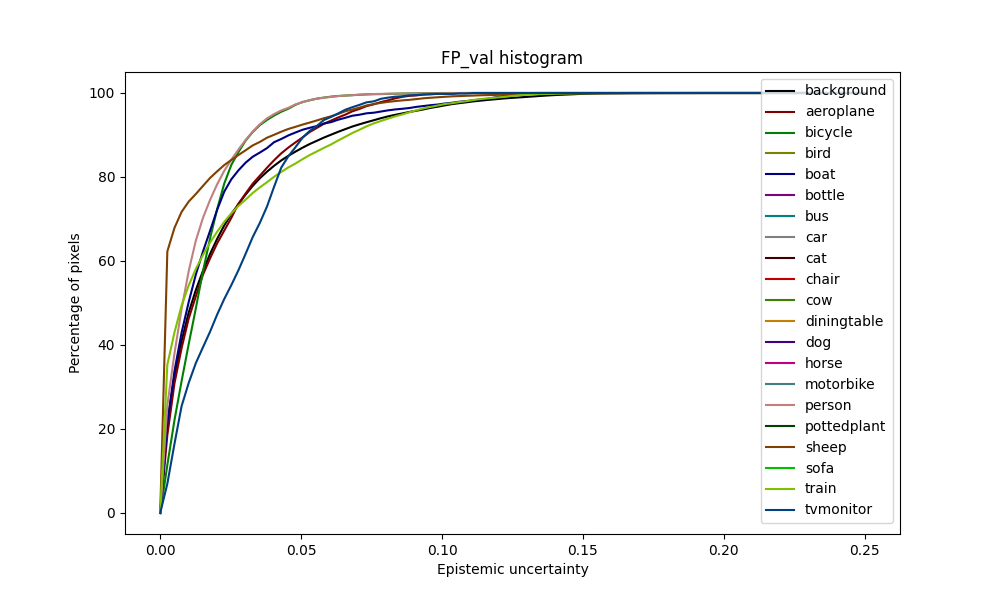 FP_val histogram
Percentage of pixels
100
80
60
40
20
0
0.00 0.05 0.10 0.15 0.20 0.25
Epistemic uncertainty
background
aeroplane
bicycle
bird
boat
bottle
bus
car
cat
chair
cow
diningtable
dog
horse
motorbike
person
pottedplant
sheep
sofa
train
tvmonitor